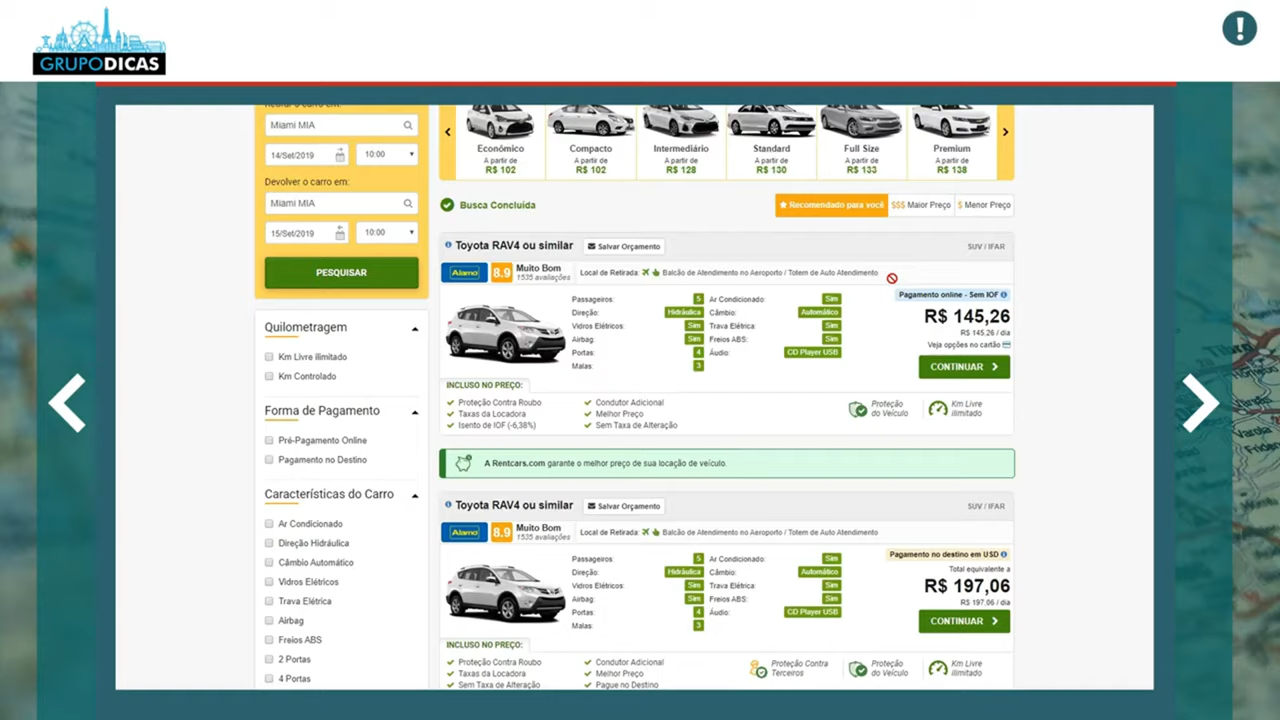 GRUPODICAS
!
Retirar o carro em:
Miami MIA
14/Set/2019
10:00
Devolver o carro em:
Miami MIA
15/Set/2019
10:00
PESQUISAR
Quilometragem
Km Livre ilimitado
Km Controlado
Forma de Pagamento
Pré-Pagamento Online
Pagamento no Destino
Características do Carro
Ar Condicionado
Direção Hidráulica
Câmbio Automático
Vidros Elétricos
Trava Elétrica
Airbag
Freios ABS
2 Portas
4 Portas
Econômico
A partir de
R$ 102
Compacto
A partir de
R$ 102
Intermediário
A partir de
R$ 128
Standard
A partir de
R$ 130
Full Size
A partir de
R$ 133
Premium
A partir de
R$ 138
Busca Concluída
Recomendado para você
$$$ Maior Preço
$ Menor Preço
Toyota RAV4 ou similar
Salvar Orçamento
SUV / IFAR
Alamo
8.9
Muito Bom
1535 avaliações
Local de Retirada: Balcão de Atendimento no Aeroporto / Totem de Auto Atendimento
Passageiros: 5
Ar Condicionado: Sim
Direção: Hidráulica
Câmbio: Automático
Vidros Elétricos: Sim
Trava Elétrica: Sim
Airbag: Sim
Freios ABS: Sim
Portas: 4
Áudio: CD Player USB
Malas: 3
Pagamento online - Sem IOF
R$ 145,26
R$ 145,26 / dia
Veja opções no cartão
CONTINUAR
INCLUSO NO PREÇO:
Proteção Contra Roubo
Condutor Adicional
Taxas da Locadora
Melhor Preço
Isento de IOF (-6,38%)
Sem Taxa de Alteração
Proteção
do Veículo
Km Livre
ilimitado
A Rentcars.com garante o melhor preço de sua locação de veículo.
Toyota RAV4 ou similar
Salvar Orçamento
SUV / IFAR
Alamo
8.9
Muito Bom
1535 avaliações
Local de Retirada: Balcão de Atendimento no Aeroporto / Totem de Auto Atendimento
Passageiros: 5
Ar Condicionado: Sim
Direção: Hidráulica
Câmbio: Automático
Vidros Elétricos: Sim
Trava Elétrica: Sim
Airbag: Sim
Freios ABS: Sim
Portas: 4
Áudio: CD Player USB
Malas: 3
Pagamento no destino em USD
Total equivalente a
R$ 197,06
R$ 197,06 / dia
CONTINUAR
INCLUSO NO PREÇO:
Proteção Contra Roubo
Condutor Adicional
Taxas da Locadora
Melhor Preço
Sem Taxa de Alteração
Pague no Destino
Proteção Contra
Terceiros
Proteção
do Veículo
Km Livre
ilimitado